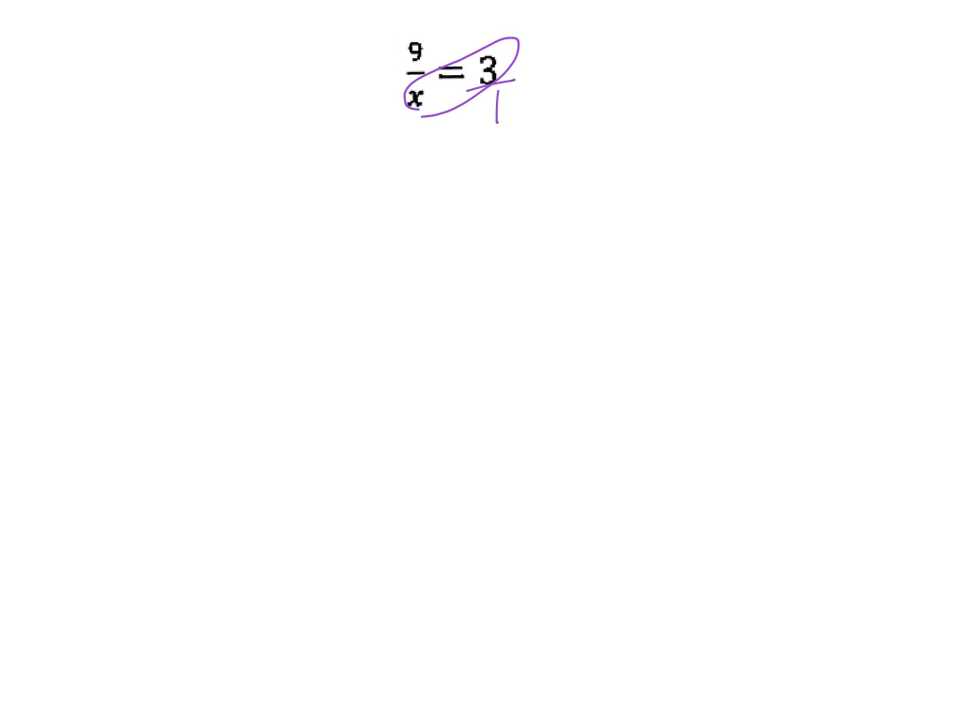 9/x = 3/1